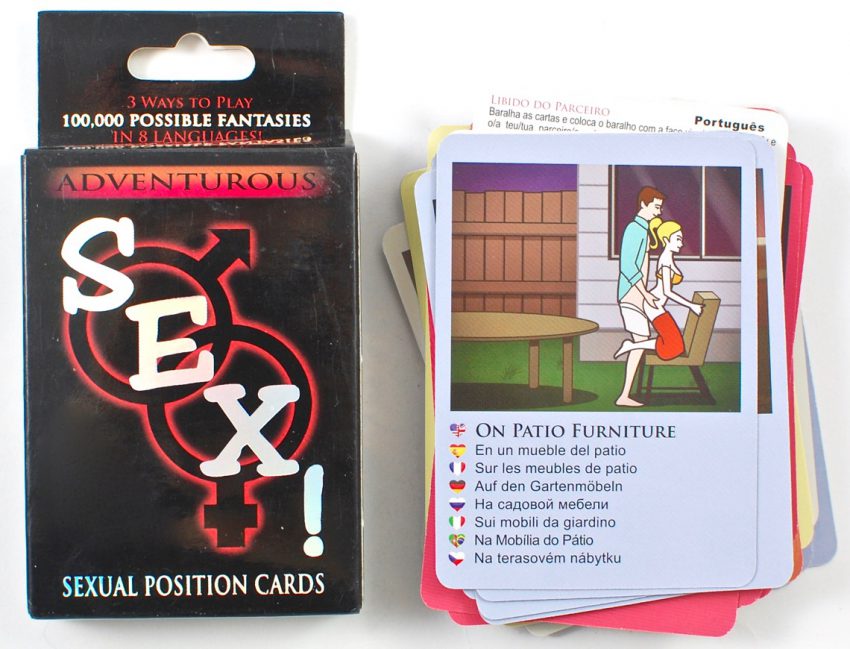 3 Ways to Play
100,000 Possible Fantasies
in 8 Languages!
ADVENTUROUS
SEX!
SEXUAL POSITION CARDS
Libido do Parceiro
Português
Baralha as cartas e coloca o baralho com a face
o/a teu/tua
On Patio Furniture
En un mueble del patio
Sur les meubles de patio
Auf den Gartenmöbeln
На садовой мебели
Sui mobili da giardino
Na Mobília do Pátio
Na terasovém nábytku